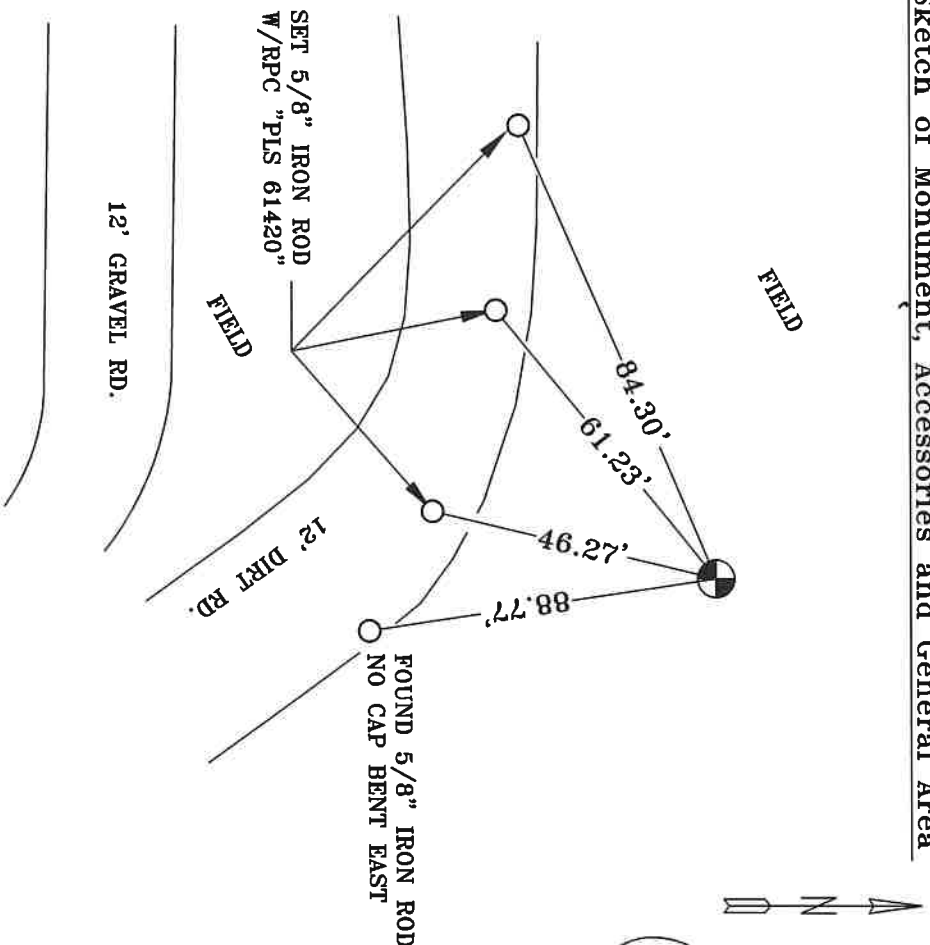 Sketch of Monument, Accessories and General Area
FIELD
84.30'
61.23'
46.27'
88.77'
FOUND 5/8" IRON ROD
NO CAP BENT EAST
SET 5/8" IRON ROD
W/RPC "PLS 61420"
FIELD
12' DIRT RD.
12' GRAVEL RD.
N